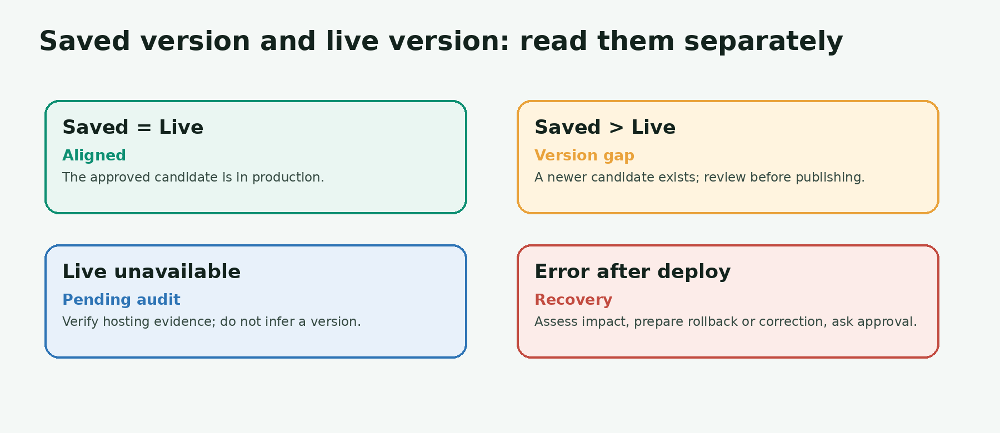 Saved version and live version: read them separately
Saved = Live
Aligned
The approved candidate is in production.
Saved > Live
Version gap
A newer candidate exists; review before publishing.
Live unavailable
Pending audit
Verify hosting evidence; do not infer a version.
Error after deploy
Recovery
Assess impact, prepare rollback or correction, ask approval.